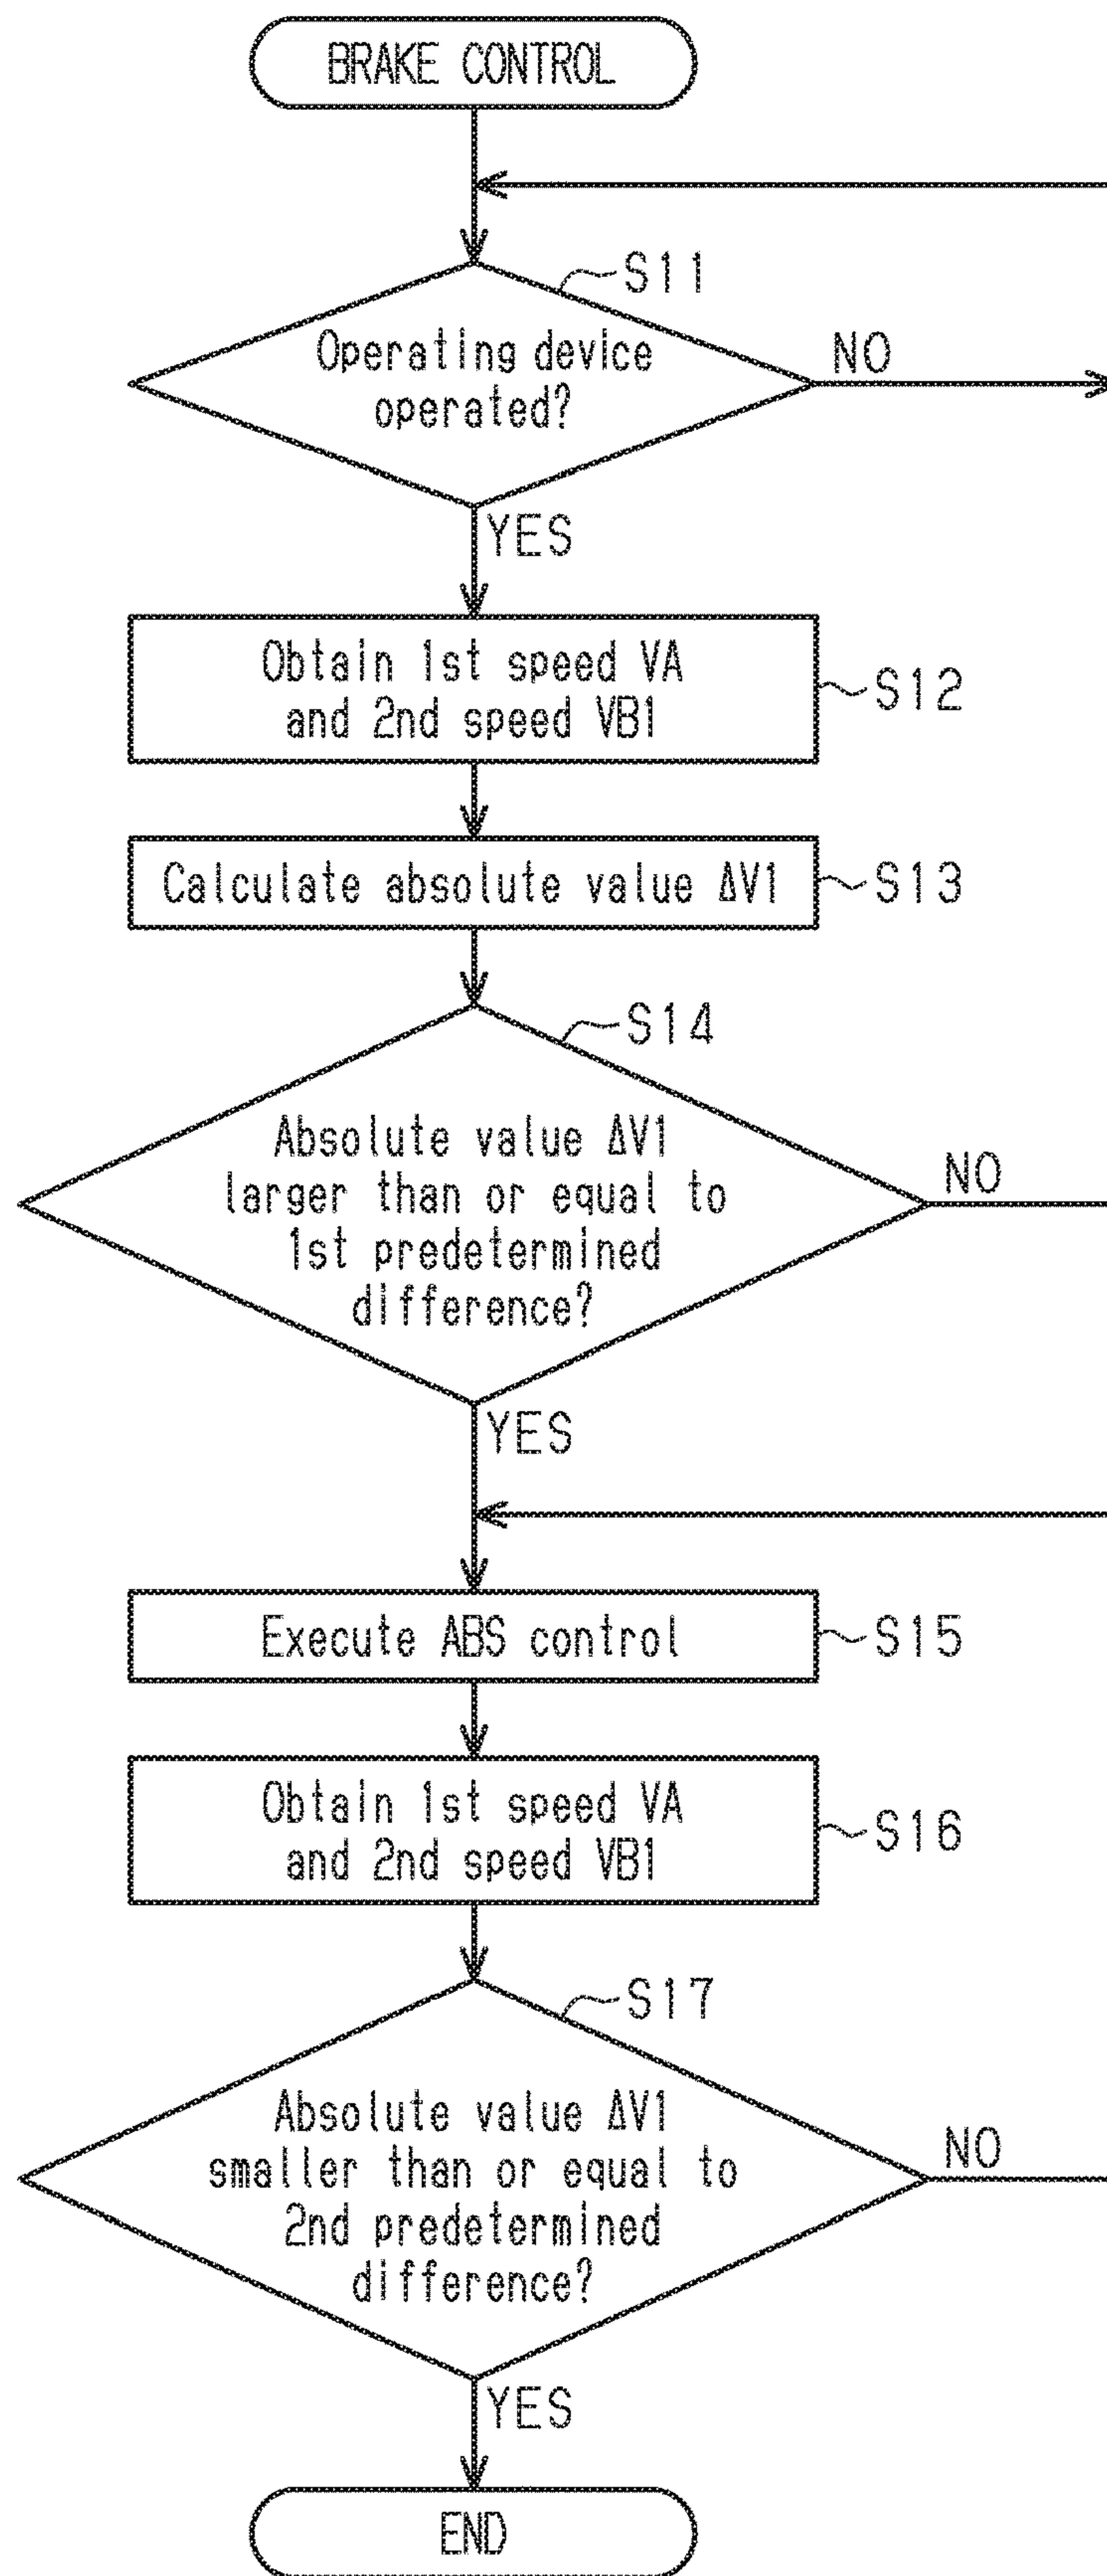 BRAKE CONTROL
S11
Operating device
operated?
NO
YES
Obtain 1st speed VA
and 2nd speed VB1
S12
Calculate absolute value ΔV1
S13
S14
Absolute value ΔV1
larger than or equal to
1st predetermined
difference?
NO
YES
Execute ABS control
S15
Obtain 1st speed VA
and 2nd speed VB1
S16
S17
Absolute value ΔV1
smaller than or equal to
2nd predetermined
difference?
NO
YES
END